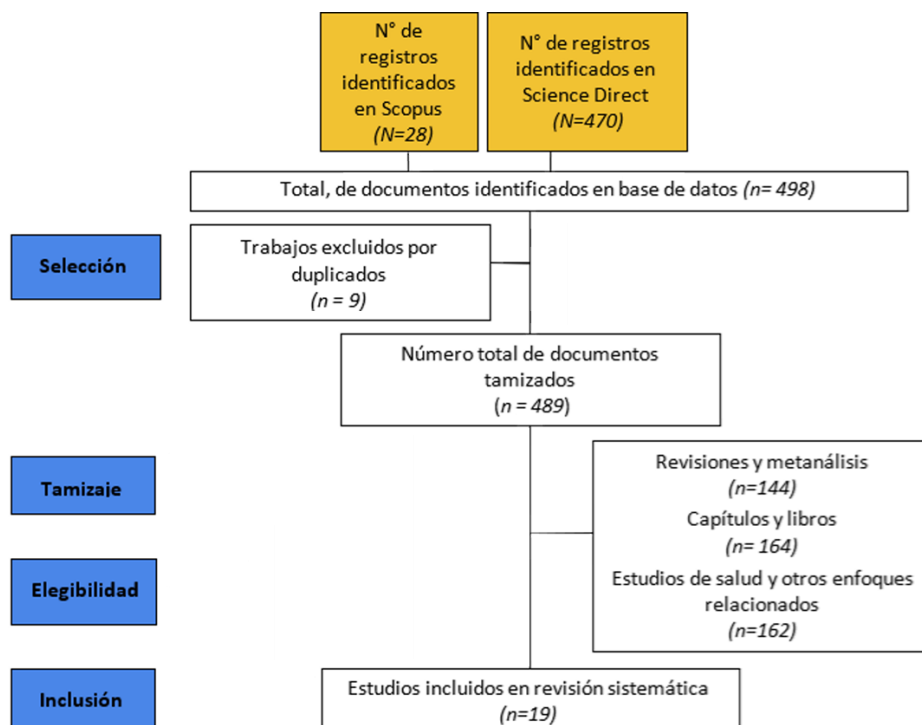 N° de
registros
identificados
en Scopus
(N=28)
N° de registros
identificados en
Science Direct
(N=470)
Total, de documentos identificados en base de datos (n= 498)
Selección
Trabajos excluidos por
duplicados
(n = 9)
Número total de documentos
tamizados
(n = 489)
Tamizaje
Revisiones y metanálisis
(n=144)
Capítulos y libros
(n= 164)
Elegibilidad
Estudios de salud y otros enfoques
relacionados
(n=162)
Inclusión
Estudios incluidos en revisión sistemática
(n=19)